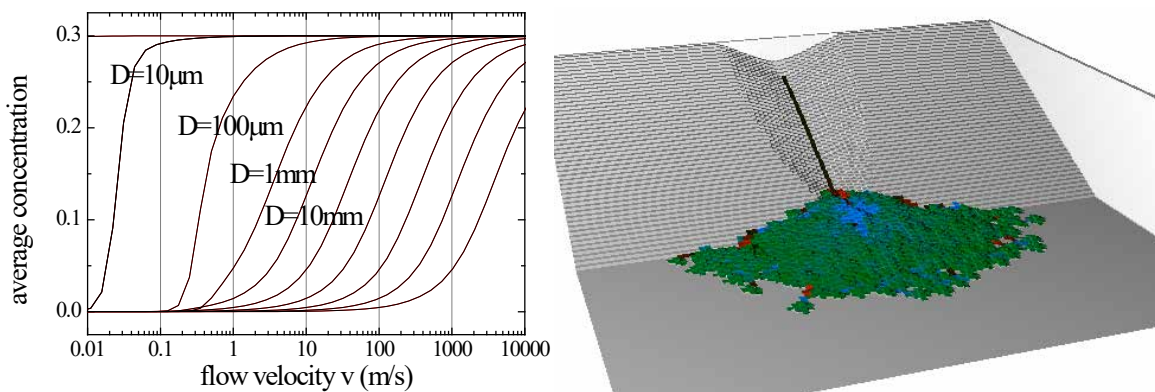 average concentration
0.3
0.2
0.1
0.0
D=10μm
D=100μm
D=1mm
D=10mm
0.01 0.1 1 10 100 1000 10000
flow velocity v (m/s)